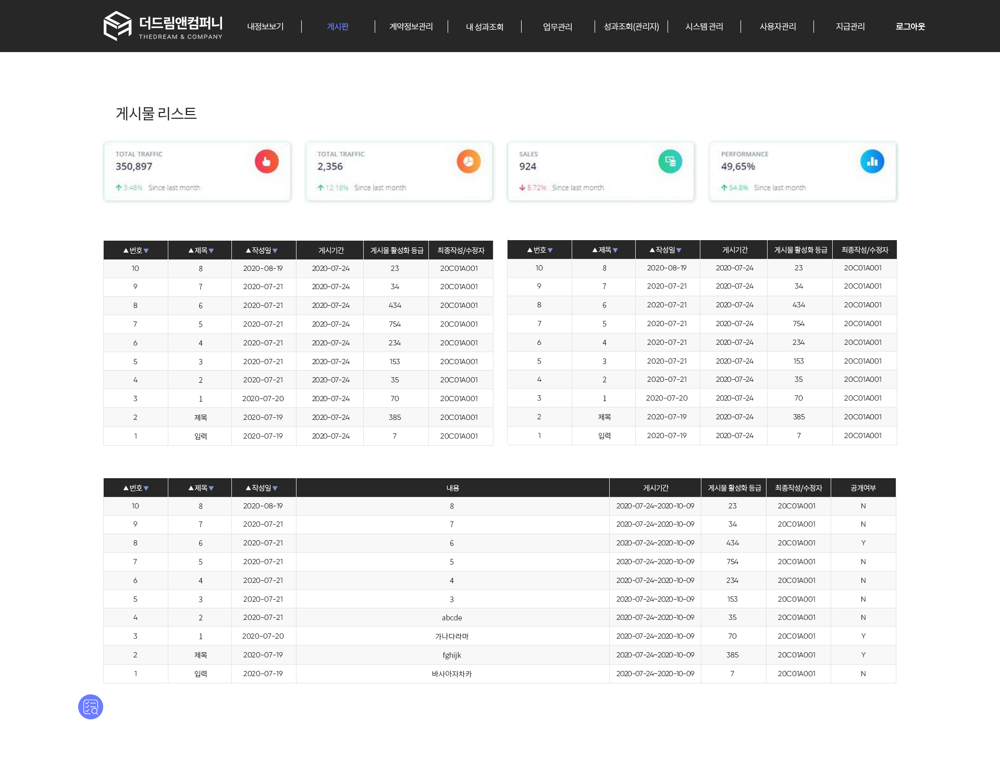 더드림앤컴퍼니
THEDREAM & COMPANY
내정보보기 게시판 계약정보관리 내 성과조회 업무관리 성과조회(관리자) 시스템 관리 사용자관리 지급관리 로그아웃
게시물 리스트
TOTAL TRAFFIC
350,897
3.48% Since last month
TOTAL TRAFFIC
2,356
12.18% Since last month
SALES
924
5.72% Since last month
PERFORMANCE
49,65%
54.8% Since last month
▲번호▼ ▲제목▼ ▲작성일▼ 게시기간 게시물 활성화 등급 최종작성/수정자
10 8 2020-08-19 2020-07-24 23 20C01A001
9 7 2020-07-21 2020-07-24 34 20C01A001
8 6 2020-07-21 2020-07-24 434 20C01A001
7 5 2020-07-21 2020-07-24 754 20C01A001
6 4 2020-07-21 2020-07-24 234 20C01A001
5 3 2020-07-21 2020-07-24 153 20C01A001
4 2 2020-07-21 2020-07-24 35 20C01A001
3 1 2020-07-20 2020-07-24 70 20C01A001
2 제목 2020-07-19 2020-07-24 385 20C01A001
1 입력 2020-07-19 2020-07-24 7 20C01A001
▲번호▼ ▲제목▼ ▲작성일▼ 게시기간 게시물 활성화 등급 최종작성/수정자
10 8 2020-08-19 2020-07-24 23 20C01A001
9 7 2020-07-21 2020-07-24 34 20C01A001
8 6 2020-07-21 2020-07-24 434 20C01A001
7 5 2020-07-21 2020-07-24 754 20C01A001
6 4 2020-07-21 2020-07-24 234 20C01A001
5 3 2020-07-21 2020-07-24 153 20C01A001
4 2 2020-07-21 2020-07-24 35 20C01A001
3 1 2020-07-20 2020-07-24 70 20C01A001
2 제목 2020-07-19 2020-07-24 385 20C01A001
1 입력 2020-07-19 2020-07-24 7 20C01A001
▲번호▼ ▲제목▼ ▲작성일▼ 내용 게시기간 게시물 활성화 등급 최종작성/수정자 공개여부
10 8 2020-08-19 8 2020-07-24~2020-10-09 23 20C01A001 N
9 7 2020-07-21 7 2020-07-24~2020-10-09 34 20C01A001 N
8 6 2020-07-21 6 2020-07-24~2020-10-09 434 20C01A001 Y
7 5 2020-07-21 5 2020-07-24~2020-10-09 754 20C01A001 N
6 4 2020-07-21 4 2020-07-24~2020-10-09 234 20C01A001 N
5 3 2020-07-21 3 2020-07-24~2020-10-09 153 20C01A001 N
4 2 2020-07-21 abcde 2020-07-24~2020-10-09 35 20C01A001 N
3 1 2020-07-20 가나다라마 2020-07-24~2020-10-09 70 20C01A001 Y
2 제목 2020-07-19 fghijk 2020-07-24~2020-10-09 385 20C01A001 Y
1 입력 2020-07-19 바사아자차카 2020-07-24~2020-10-09 7 20C01A001 N